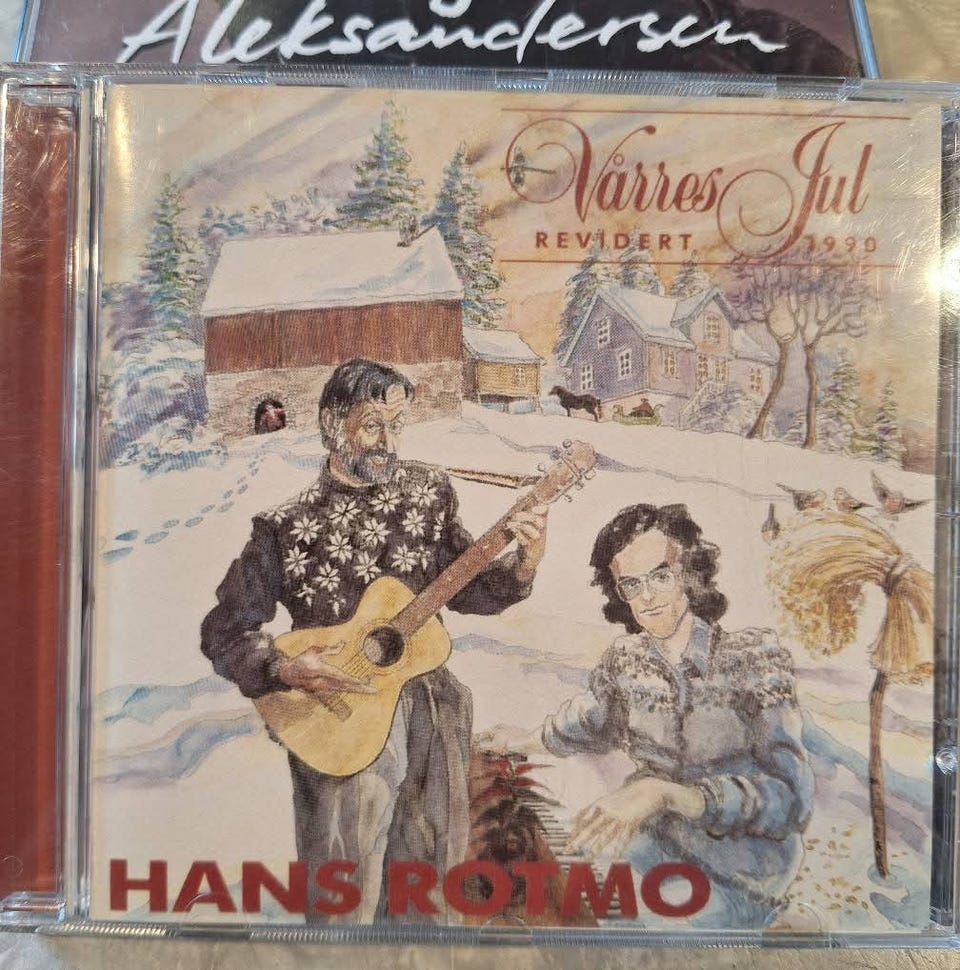 Aleksandersen
Vårres Jul
REVIDERT 1990
HANS ROTMO